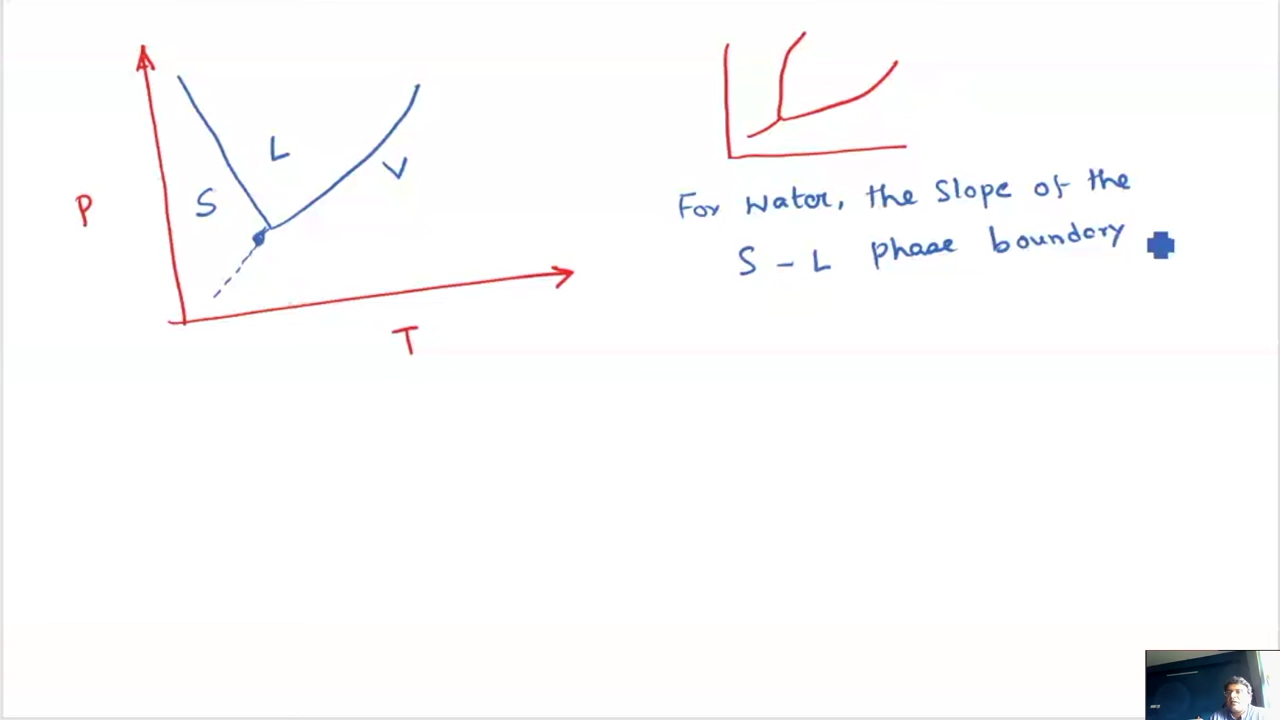 P
S
L
V
T
For Water, the Slope of the
S - L phase boundary